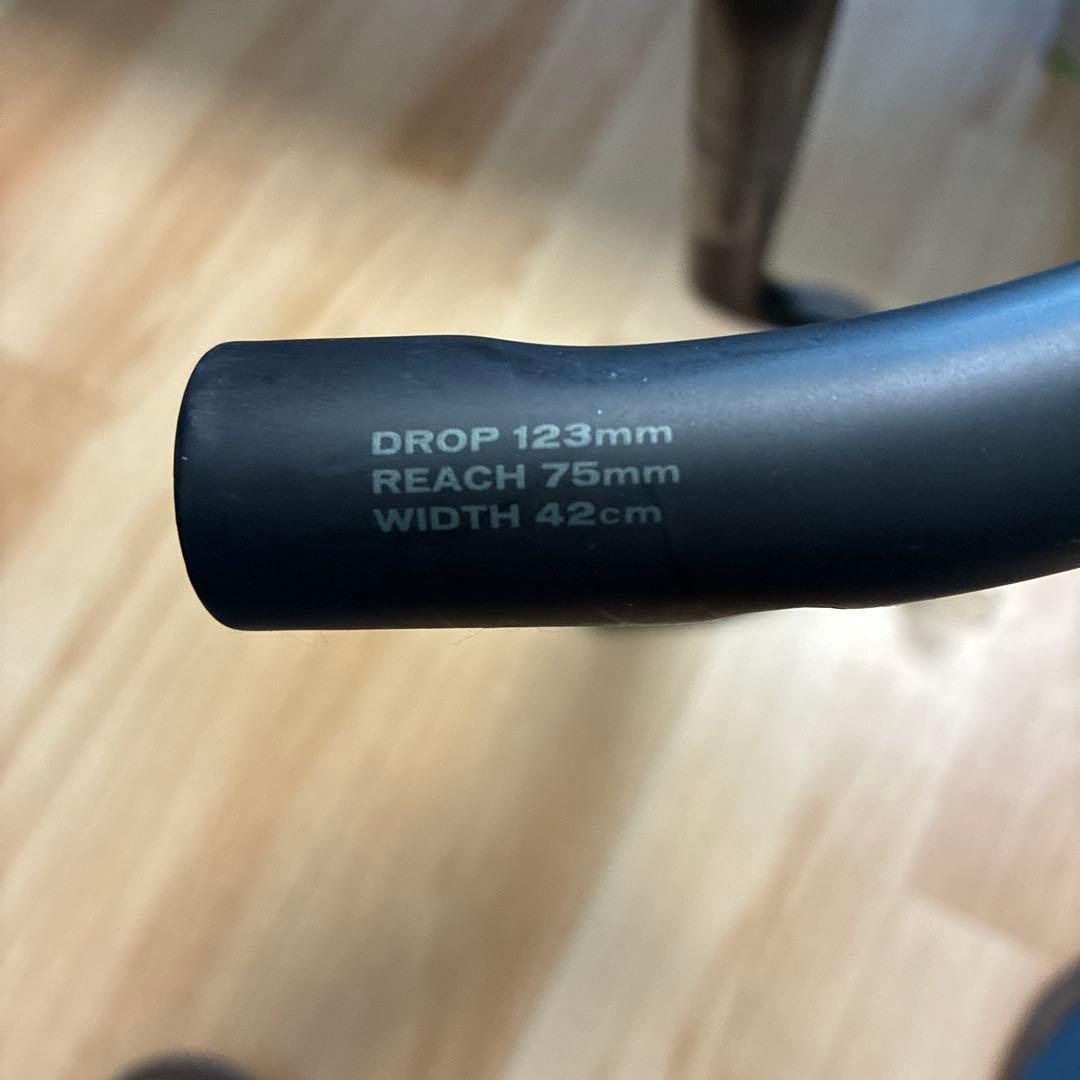 DROP 123mm
REACH 75mm
WIDTH 42cm